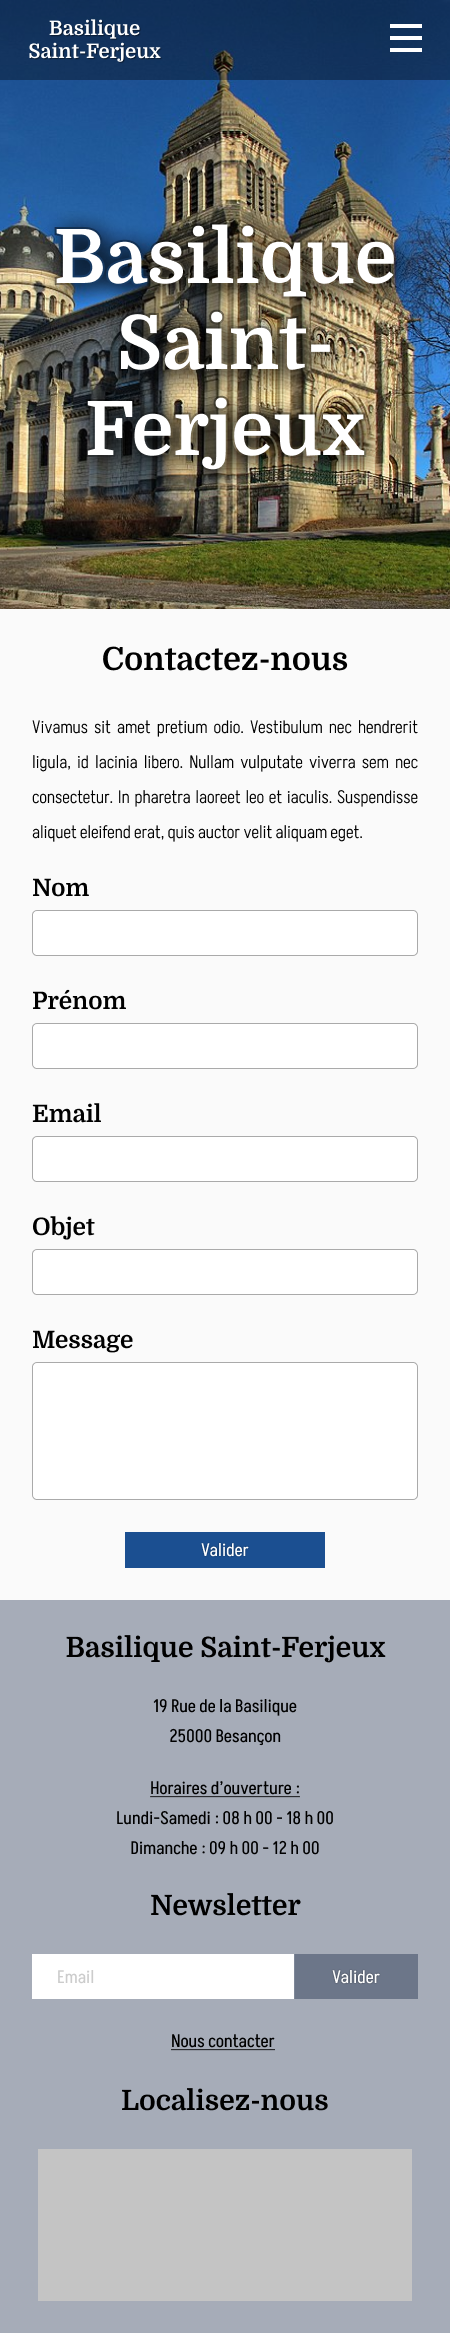 Basilique
Saint-Ferjeux
Basilique
Saint-
Ferjeux
Contactez-nous
Vivamus sit amet pretium odio. Vestibulum nec hendrerit
ligula, id lacinia libero. Nullam vulputate viverra sem nec
consectetur. In pharetra laoreet leo et iaculis. Suspendisse
aliquet eleifend erat, quis auctor velit aliquam eget.
Nom
Prénom
Email
Objet
Message
Valider
Basilique Saint-Ferjeux
19 Rue de la Basilique
25000 Besançon
Horaires d'ouverture :
Lundi-Samedi : 08 h 00 - 18 h 00
Dimanche : 09 h 00 - 12 h 00
Newsletter
Email
Valider
Nous contacter
Localisez-nous